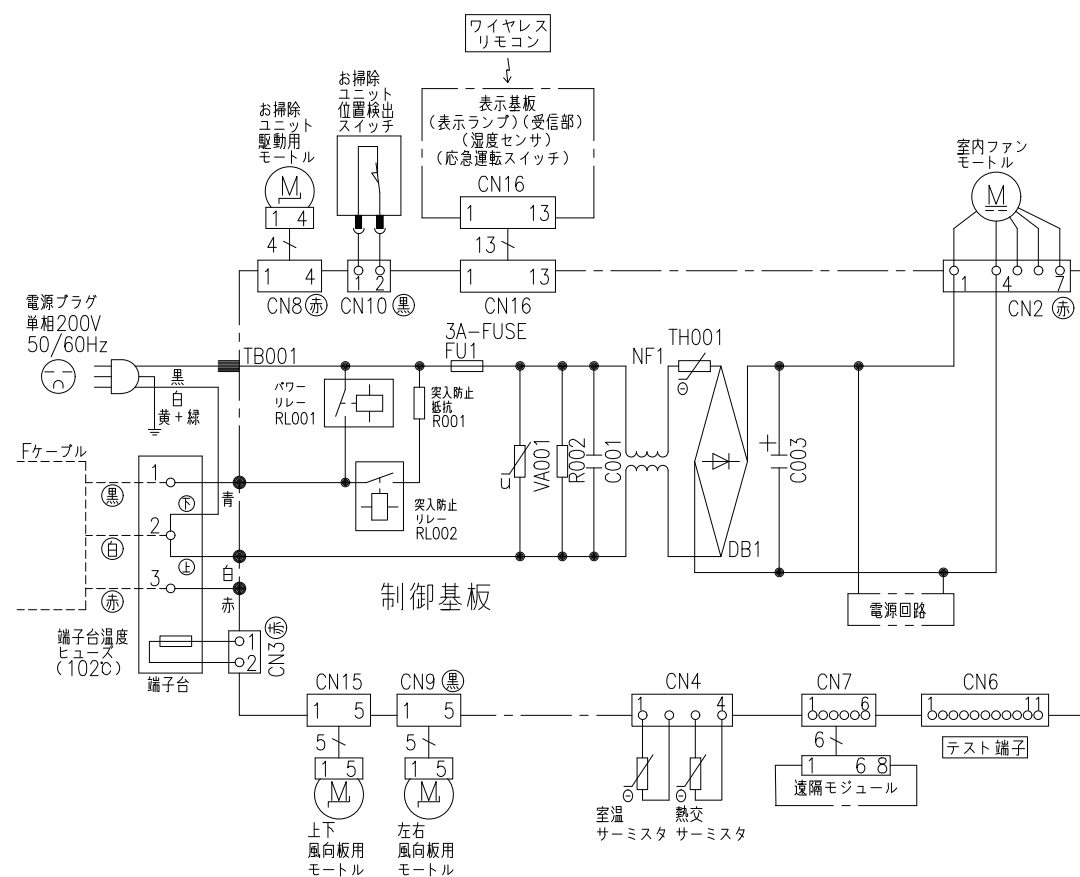 ワイヤレス
リモコン
お掃除
ユニット
位置検出
スイッチ
お掃除
ユニット
駆動用
モートル
M
1 4
4
1 4
CN8 赤
1 2
CN10 黒
表示基板
(表示ランプ)(受信部)
(湿度センサ)
(応急運転スイッチ)
CN16
1 13
13
1 13
CN16
室内ファン
モートル
M
1 4 7
CN2 赤
電源プラグ
単相200V
50/60Hz
黒
白
黄+緑
TB001
3A-FUSE
FU1
パワー
リレー
RL001
突入防止
抵抗
R001
突入防止
リレー
RL002
U
VA001
R002
C001
NF1
TH001
θ
DB1
+
C003
電源回路
制御基板
Fケーブル
黒
白
赤
1
2
3
下
上
青
白
赤
端子台温度
ヒューズ
(102℃)
端子台
1
2
CN3 赤
CN15
1 5
5
1 5
M
上下
風向板用
モートル
CN9 黒
1 5
5
1 5
M
左右
風向板用
モートル
CN4
1 4
θ
室温
サーミスタ
θ
熱交
サーミスタ
CN7
1 6
6
1 6 8
遠隔モジュール
CN6
1 11
テスト端子